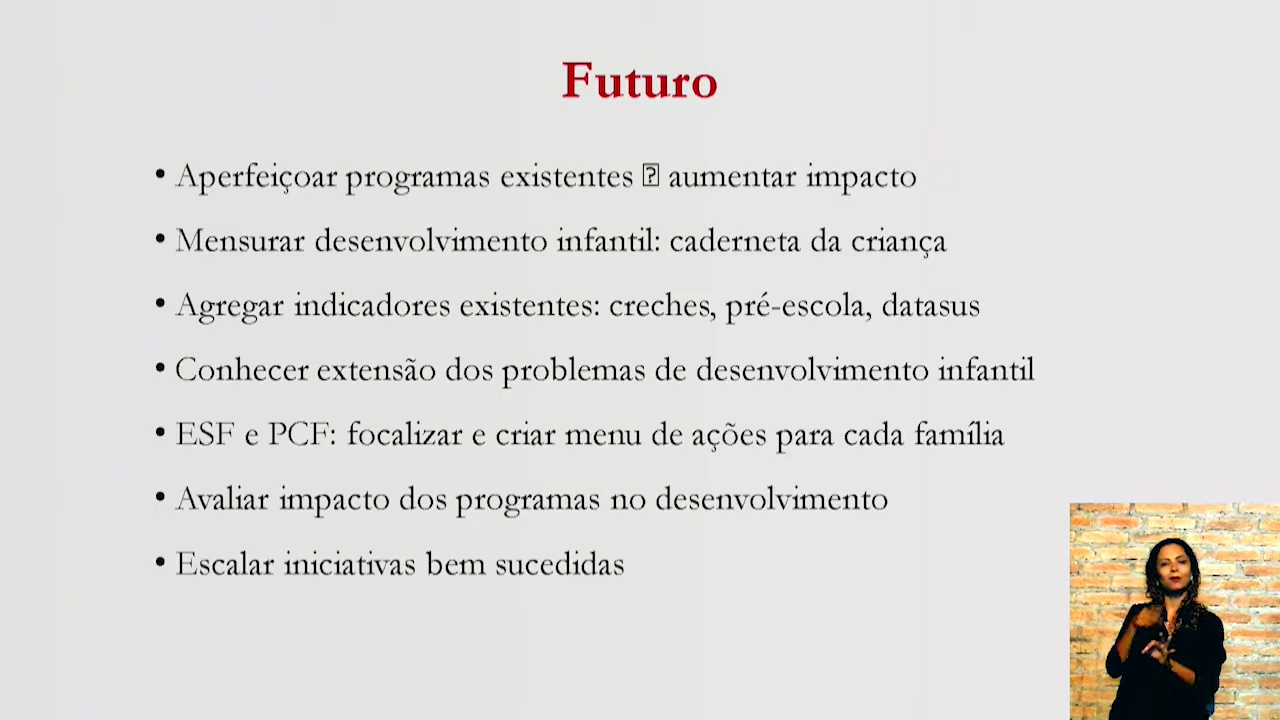 Futuro
• Aperfeiçoar programas existentes ⍰ aumentar impacto
• Mensurar desenvolvimento infantil: caderneta da criança
• Agregar indicadores existentes: creches, pré-escola, datasus
• Conhecer extensão dos problemas de desenvolvimento infantil
• ESF e PCF: focalizar e criar menu de ações para cada família
• Avaliar impacto dos programas no desenvolvimento
• Escalar iniciativas bem sucedidas